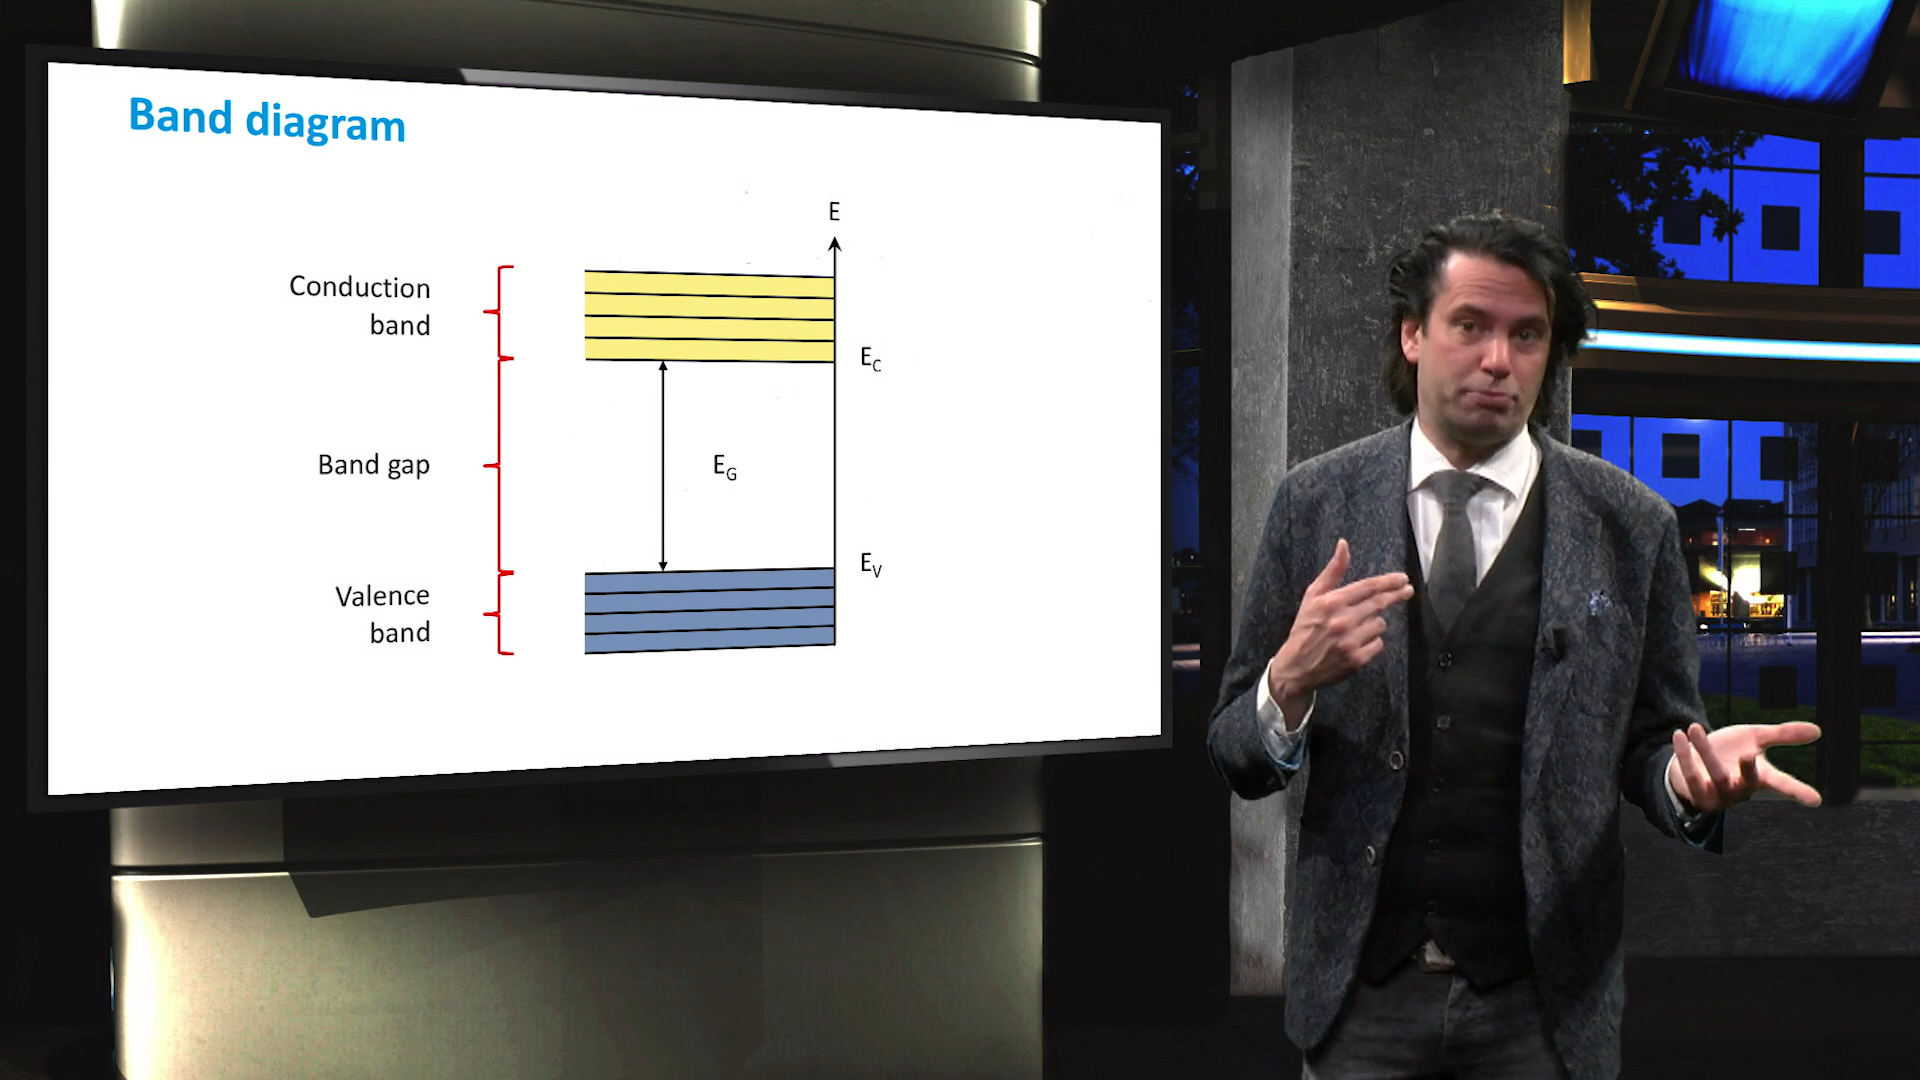 Band diagram
E
Conduction
band
E_C
Band gap
E_G
E_V
Valence
band